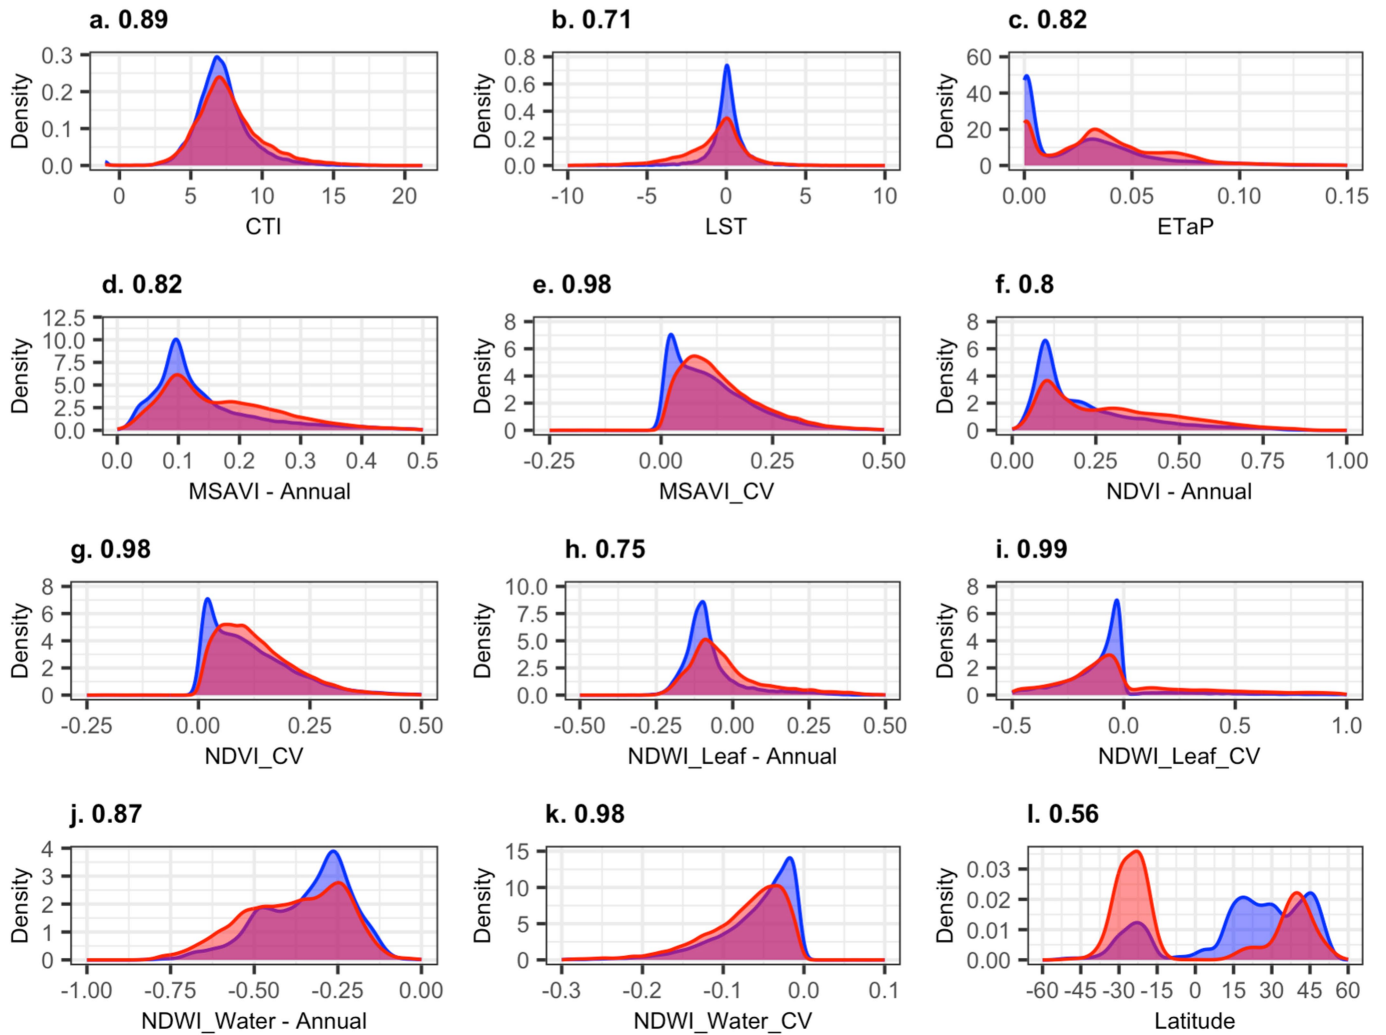 a. 0.89
b. 0.71
c. 0.82
Density
0.3
0.2
0.1
0.0
0 5 10 15 20
CTI
Density
0.8
0.6
0.4
0.2
0.0
-10 -5 0 5 10
LST
Density
60
40
20
0
0.00 0.05 0.10 0.15
ETaP
d. 0.82
e. 0.98
f. 0.8
Density
12.5
10.0
7.5
5.0
2.5
0.0
0.0 0.1 0.2 0.3 0.4 0.5
MSAVI - Annual
Density
8
6
4
2
0
-0.25 0.00 0.25 0.50
MSAVI_CV
Density
8
6
4
2
0
0.00 0.25 0.50 0.75 1.00
NDVI - Annual
g. 0.98
h. 0.75
i. 0.99
Density
8
6
4
2
0
-0.25 0.00 0.25 0.50
NDVI_CV
Density
10.0
7.5
5.0
2.5
0.0
-0.50 -0.25 0.00 0.25 0.50
NDWI_Leaf - Annual
Density
8
6
4
2
0
-0.5 0.0 0.5 1.0
NDWI_Leaf_CV
j. 0.87
k. 0.98
l. 0.56
Density
4
3
2
1
0
-1.00 -0.75 -0.50 -0.25 0.00
NDWI_Water - Annual
Density
15
10
5
0
-0.3 -0.2 -0.1 0.0 0.1
NDWI_Water_CV
Density
0.03
0.02
0.01
0.00
-60 -45 -30 -15 0 15 30 45 60
Latitude